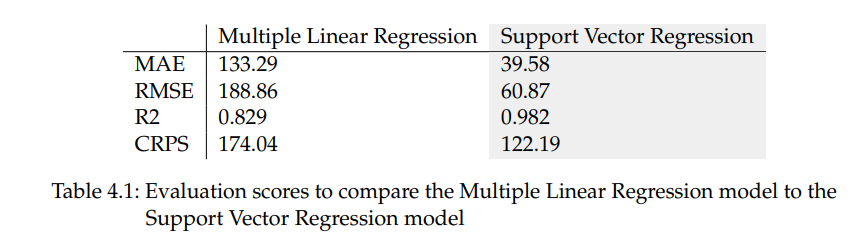 Multiple Linear Regression Support Vector Regression
MAE 133.29 39.58
RMSE 188.86 60.87
R2 0.829 0.982
CRPS 174.04 122.19
Table 4.1: Evaluation scores to compare the Multiple Linear Regression model to the
Support Vector Regression model